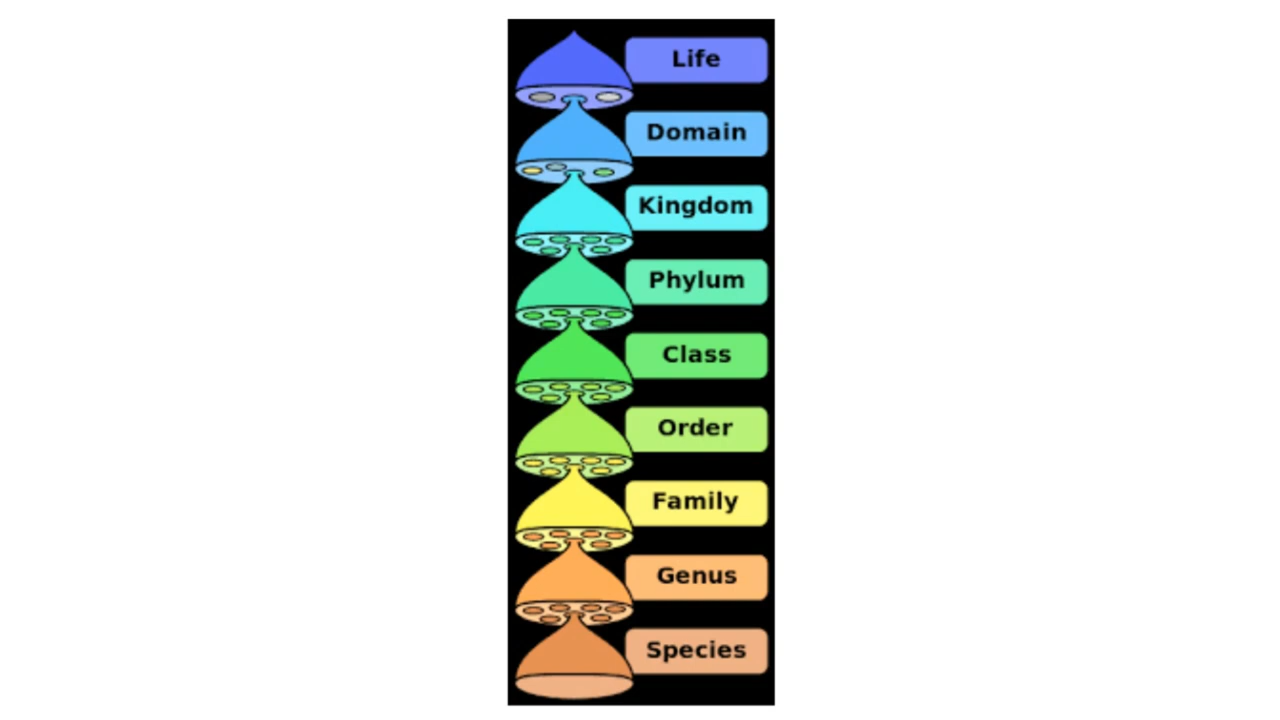 Life
Domain
Kingdom
Phylum
Class
Order
Family
Genus
Species